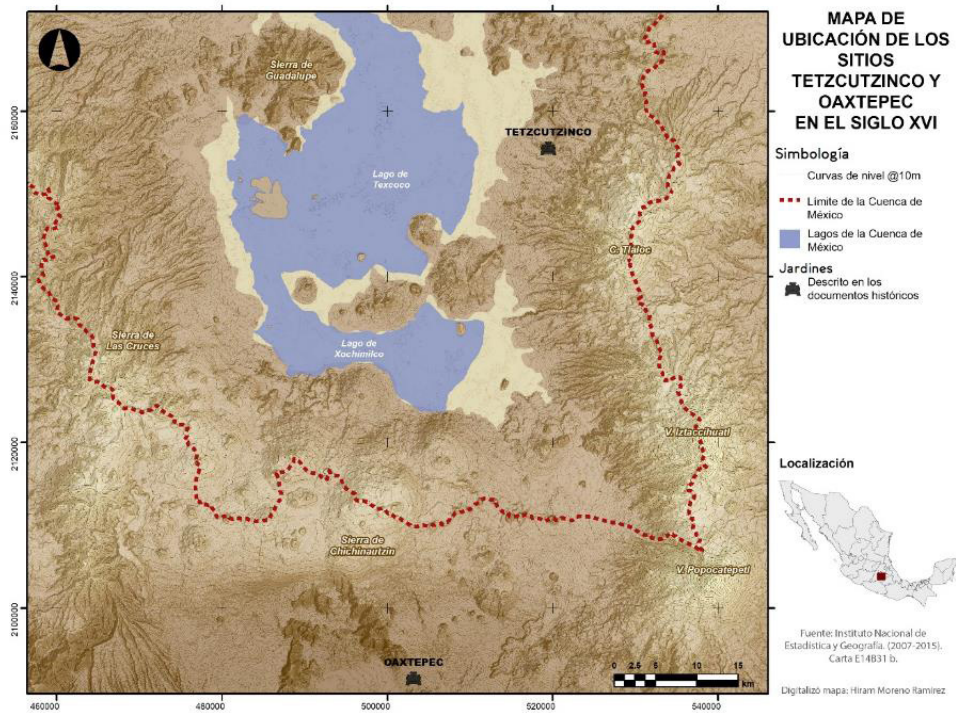 MAPA DE
UBICACIÓN DE LOS
SITIOS
TETZCUTZINCO Y
OAXTEPEC
EN EL SIGLO XVI
Simbología
Curvas de nivel @10m
Límite de la Cuenca de
México
Lagos de la Cuenca de
México
Jardines
Descrito en los
documentos históricos
Localización
Fuente: Instituto Nacional de
Estadística y Geografía. (2007-2015).
Carta E14B31 b.
Digitalizó mapa: Hiram Moreno Ramírez
Sierra de
Guadalupe
TETZCUTZINCO
Lago de
Texcoco
C. Tlaloc
Sierra de
Las Cruces
Lago de
Xochimilco
V. Iztaccihuatl
Sierra de
Chichinautzin
V. Popocatepetl
OAXTEPEC
0 2.5 5 10 15
km
2160000
2140000
2120000
2100000
460000 480000 500000 520000 540000